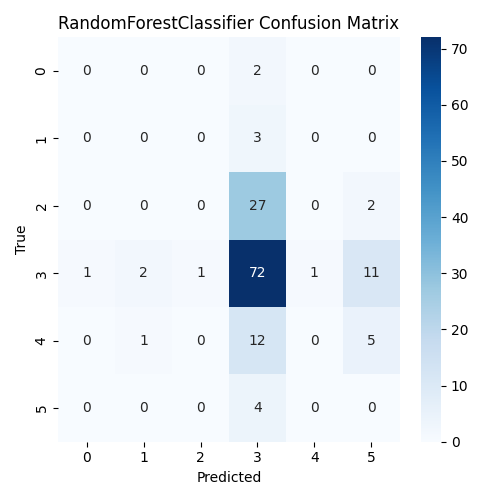 RandomForestClassifier Confusion Matrix
0 0 0 0 2 0 0
1 0 0 0 3 0 0
2 0 0 0 27 0 2
3 1 2 1 72 1 11
4 0 1 0 12 0 5
5 0 0 0 4 0 0
0 1 2 3 4 5
True
Predicted
70
60
50
40
30
20
10
0